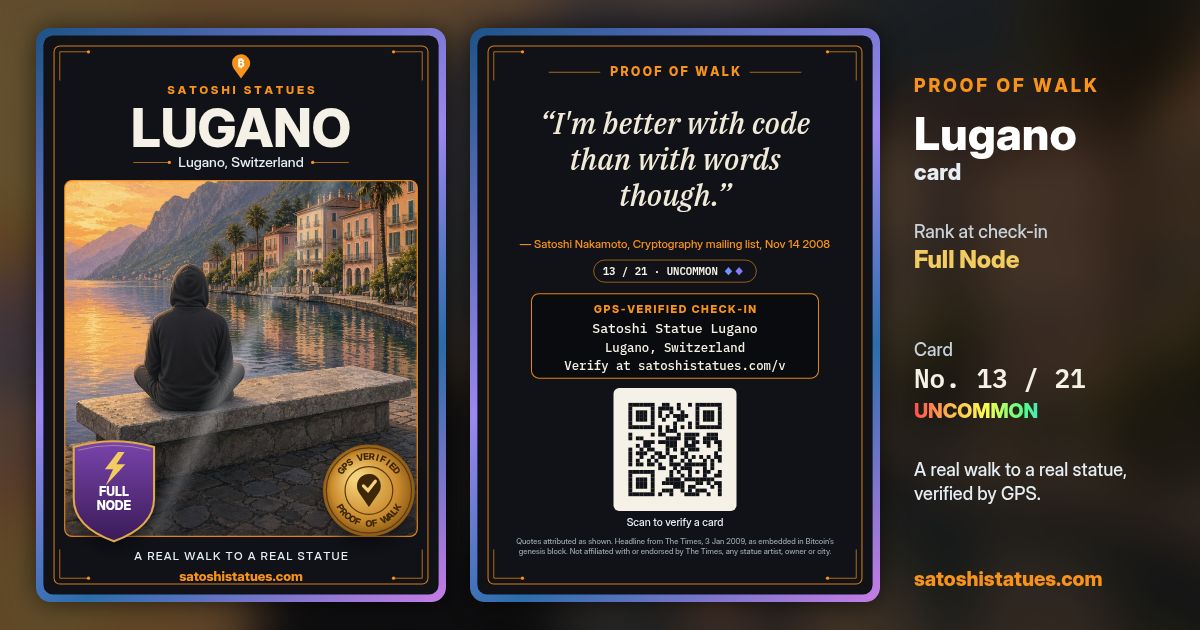 ₿
SATOSHI STATUES
LUGANO
Lugano, Switzerland
FULL
NODE
GPS VERIFIED
PROOF OF WALK
A REAL WALK TO A REAL STATUE
satoshistatues.com
PROOF OF WALK
“I'm better with code
than with words
though.”
— Satoshi Nakamoto, Cryptography mailing list, Nov 14 2008
13 / 21 · UNCOMMON ◆◆
GPS-VERIFIED CHECK-IN
Satoshi Statue Lugano
Lugano, Switzerland
Verify at satoshistatues.com/v
Scan to verify a card
Quotes attributed as shown. Headline from The Times, 3 Jan 2009, as embedded in Bitcoin's
genesis block. Not affiliated with or endorsed by The Times, any statue artist, owner or city.
PROOF OF WALK
Lugano
card
Rank at check-in
Full Node
Card
No. 13 / 21
UNCOMMON
A real walk to a real statue,
verified by GPS.
satoshistatues.com